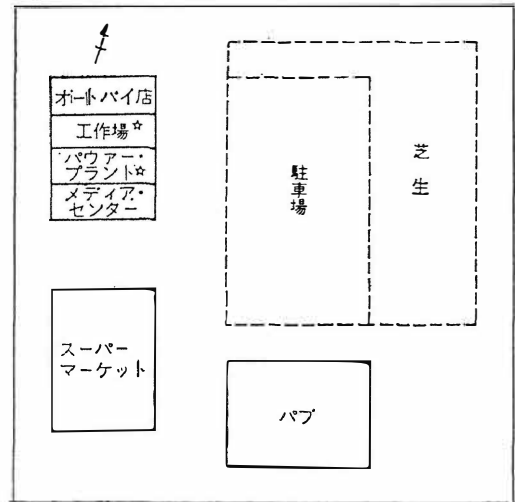 オートバイ店
工作場☆
パウァー・
プラント☆
メディア・
センター
スーパー
マーケット
駐車場
芝生
パブ